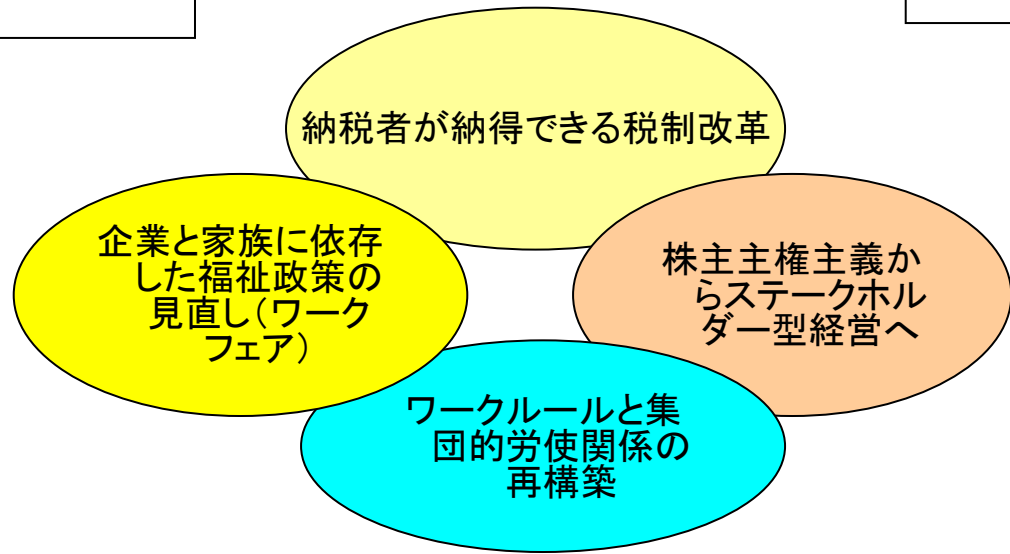 納税者が納得できる税制改革
企業と家族に依存
した福祉政策の
見直し(ワーク
フェア)
株主主権主義か
らステークホル
ダー型経営へ
ワークルールと集
団的労使関係の
再構築